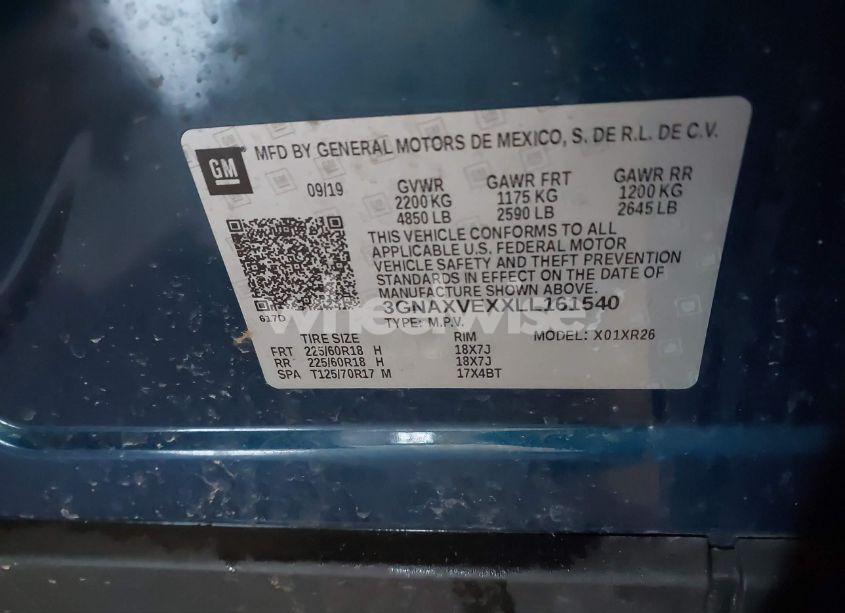 MFD BY GENERAL MOTORS DE MEXICO, S. DE R.L. DE C.V.
GM
09/19 GVWR GAWR FRT GAWR RR
2200 KG 1175 KG 1200 KG
4850 LB 2590 LB 2645 LB
THIS VEHICLE CONFORMS TO ALL
APPLICABLE U.S. FEDERAL MOTOR
VEHICLE SAFETY AND THEFT PREVENTION
STANDARDS IN EFFECT ON THE DATE OF
MANUFACTURE SHOWN ABOVE.
3GNAXVEXXLL161540
617D
TYPE: M.P.V. MODEL: X01XR26
TIRE SIZE RIM
FRT 225/60R18 H 18X7J
RR 225/60R18 H 18X7J
SPA T125/70R17 M 17X4BT
wheelwise